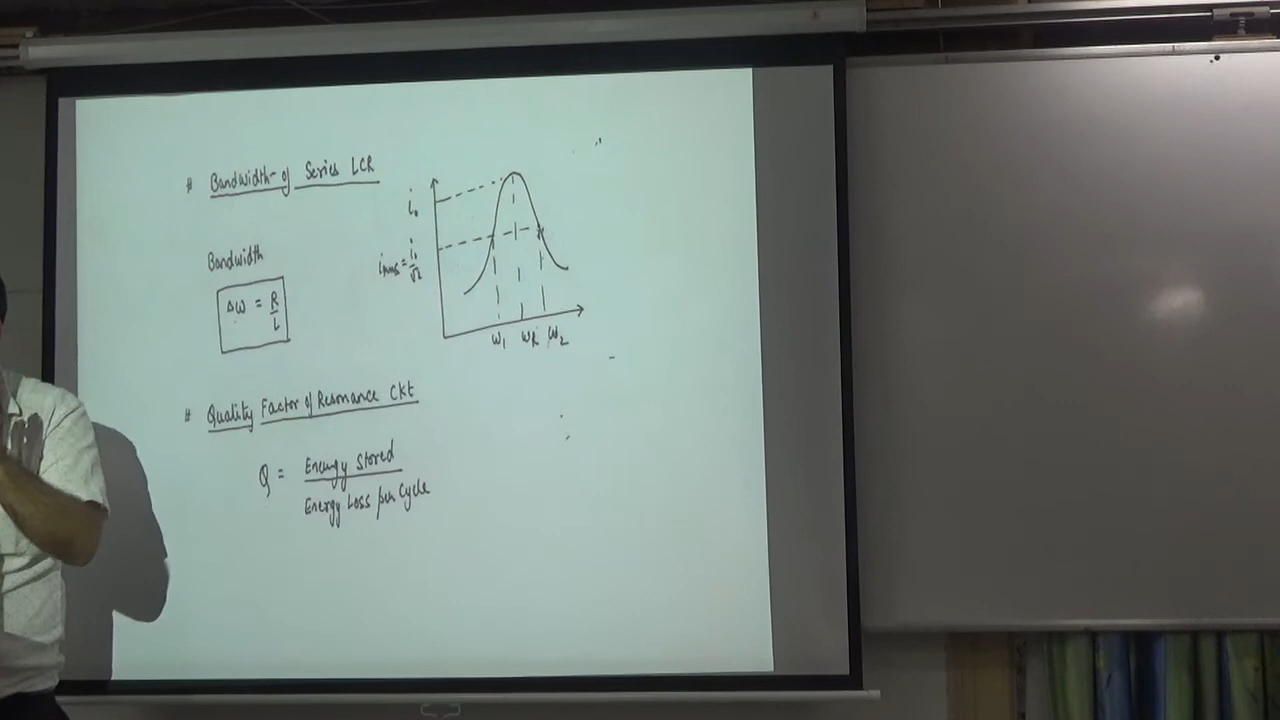 # Bandwidth of Series LCR
i₀
Bandwidth
iᵣₘₛ = i₀/√2
Δω = R/L
ω₁ ωR ω₂
# Quality Factor of Resonance CKt
Q = Energy Stored
Energy Loss per Cycle